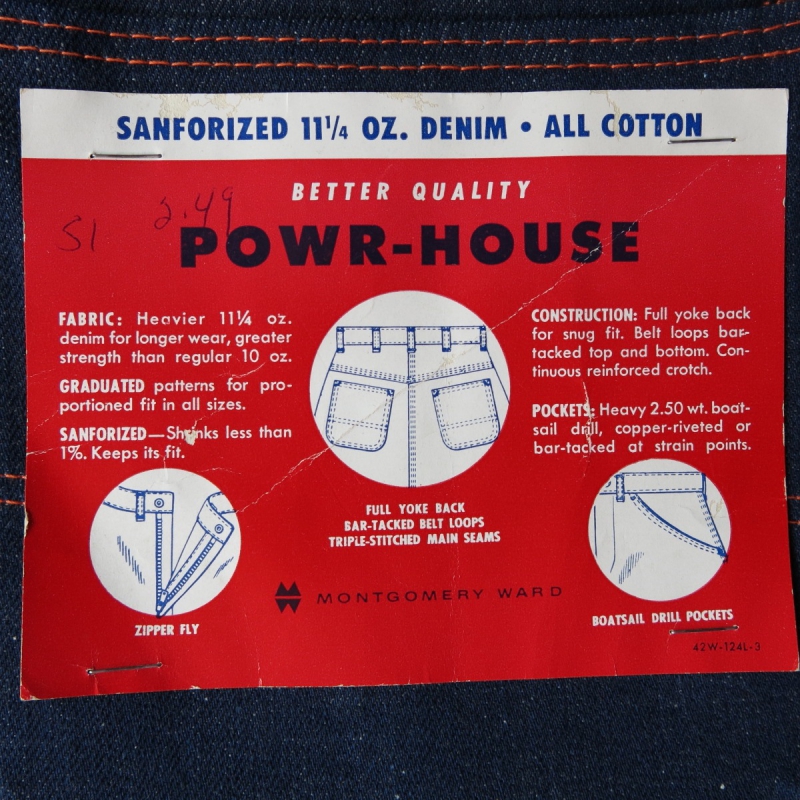 SANFORIZED 11¼ OZ. DENIM • ALL COTTON
BETTER QUALITY
51 2.49
POWR-HOUSE
FABRIC: Heavier 11¼ oz.
denim for longer wear, greater
strength than regular 10 oz.
GRADUATED patterns for pro-
portioned fit in all sizes.
SANFORIZED—Shrinks less than
1%. Keeps its fit.
CONSTRUCTION: Full yoke back
for snug fit. Belt loops bar-
tacked top and bottom. Con-
tinuous reinforced crotch.
POCKETS: Heavy 2.50 wt. boat-
sail drill, copper-riveted or
bar-tacked at strain points.
FULL YOKE BACK
BAR-TACKED BELT LOOPS
TRIPLE-STITCHED MAIN SEAMS
ZIPPER FLY
MONTGOMERY WARD
BOATSAIL DRILL POCKETS
42W-124L-3